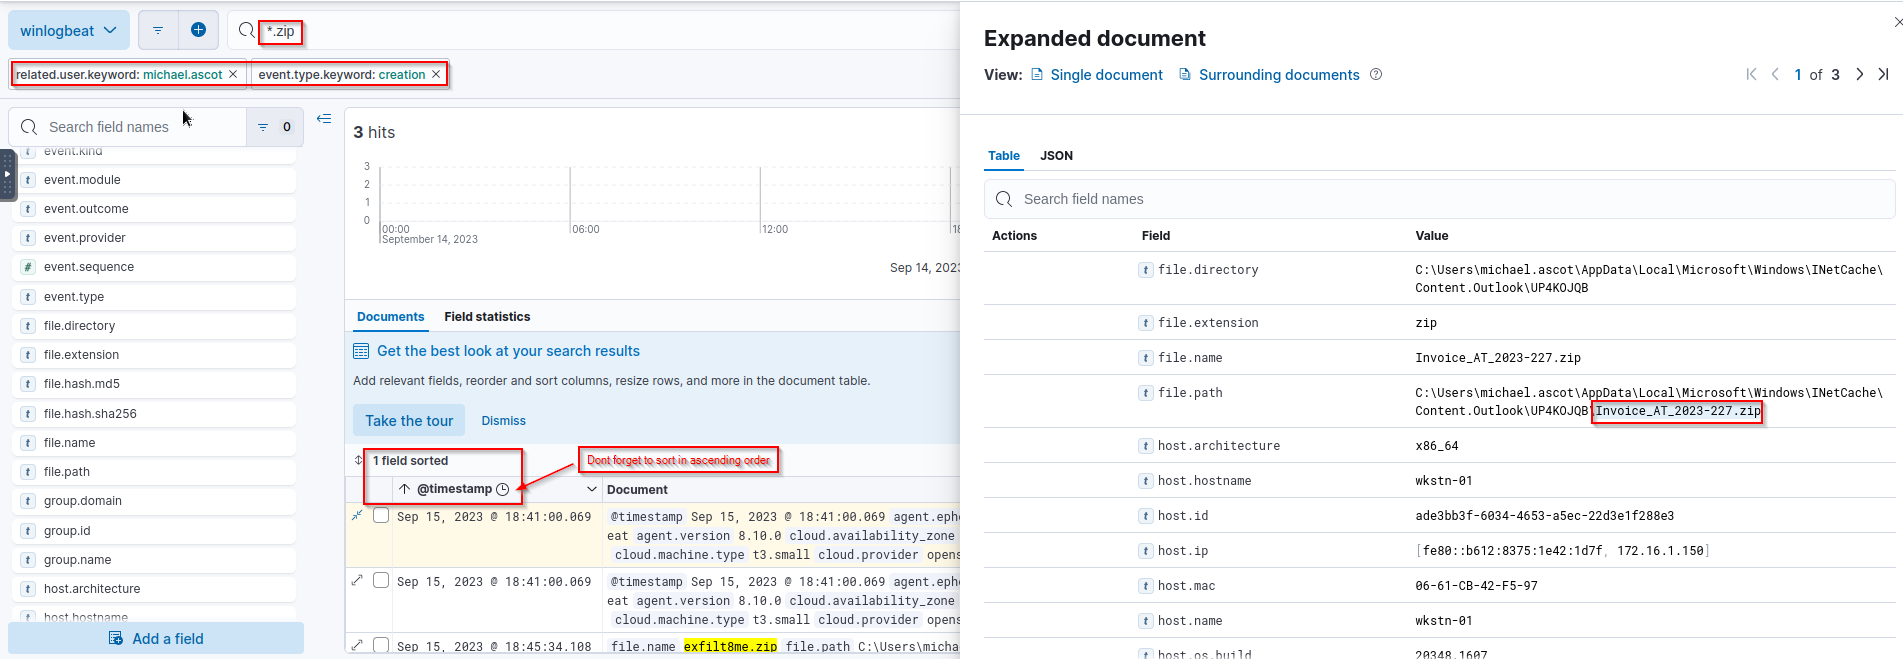 winlogbeat
*.zip
related.user.keyword: michael.ascot ×
event.type.keyword: creation ×
Search field names
0
event.kind
event.module
event.outcome
event.provider
# event.sequence
event.type
file.directory
file.extension
file.hash.md5
file.hash.sha256
file.name
file.path
group.domain
group.id
group.name
host.architecture
host.hostname
Add a field
3 hits
3
2
1
0
00:00
September 14, 2023
06:00
12:00
18
Sep 14, 2023
Documents
Field statistics
Get the best look at your search results
Add relevant fields, reorder and sort columns, resize rows, and more in the document table.
Take the tour
Dismiss
1 field sorted
Dont forget to sort in ascending order
@timestamp
Document
Sep 15, 2023 @ 18:41:00.069
@timestamp Sep 15, 2023 @ 18:41:00.069 agent.ephe
eat agent.version 8.10.0 cloud.availability_zone
cloud.machine.type t3.small cloud.provider opens
Sep 15, 2023 @ 18:41:00.069
@timestamp Sep 15, 2023 @ 18:41:00.069 agent.ephe
eat agent.version 8.10.0 cloud.availability_zone
cloud.machine.type t3.small cloud.provider opens
Sep 15, 2023 @ 18:45:34.108
file.name exfilt8me.zip file.path C:\Users\micha
Expanded document
View: Single document Surrounding documents
1 of 3
Table
JSON
Search field names
Actions Field Value
t file.directory C:\Users\michael.ascot\AppData\Local\Microsoft\Windows\INetCache\
Content.Outlook\UP4KOJQB
t file.extension zip
t file.name Invoice_AT_2023-227.zip
t file.path C:\Users\michael.ascot\AppData\Local\Microsoft\Windows\INetCache\
Content.Outlook\UP4KOJQB\Invoice_AT_2023-227.zip
t host.architecture x86_64
t host.hostname wkstn-01
t host.id ade3bb3f-6034-4653-a5ec-22d3e1f288e3
t host.ip [fe80::b612:8375:1e42:1d7f, 172.16.1.150]
t host.mac 06-61-CB-42-F5-97
t host.name wkstn-01
t host.os.build 20348.1607